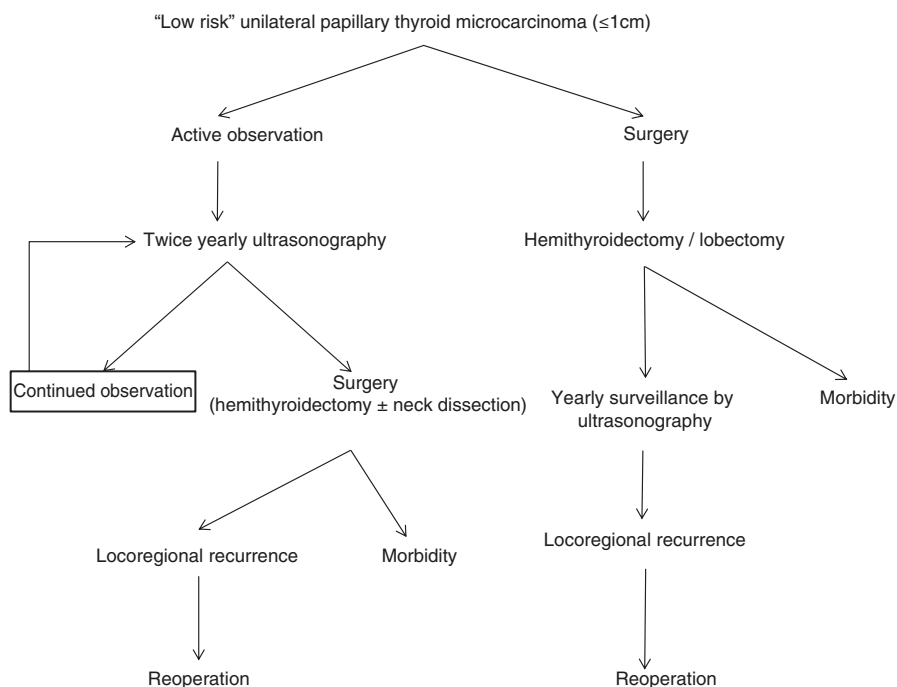 “Low risk” unilateral papillary thyroid microcarcinoma (≤1cm)
Active observation
Surgery
Twice yearly ultrasonography
Hemithyroidectomy / lobectomy
Continued observation
Surgery
(hemithyroidectomy ± neck dissection)
Yearly surveillance by
ultrasonography
Morbidity
Locoregional recurrence
Morbidity
Locoregional recurrence
Reoperation
Reoperation